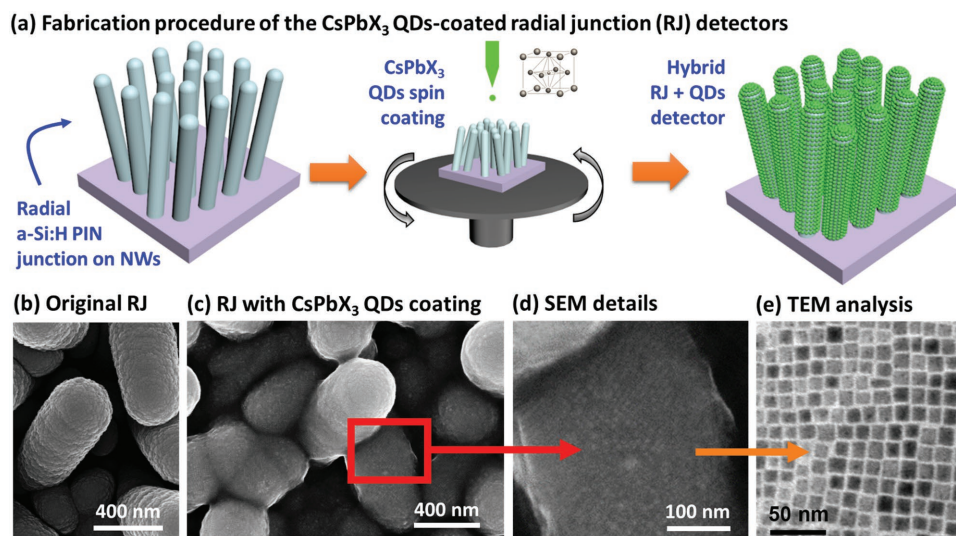 (a) Fabrication procedure of the CsPbX₃ QDs-coated radial junction (RJ) detectors
CsPbX₃
QDs spin
coating
Hybrid
RJ + QDs
detector
Radial
a-Si:H PIN
junction on NWs
(b) Original RJ
(c) RJ with CsPbX₃ QDs coating
(d) SEM details
(e) TEM analysis
400 nm
400 nm
100 nm
50 nm